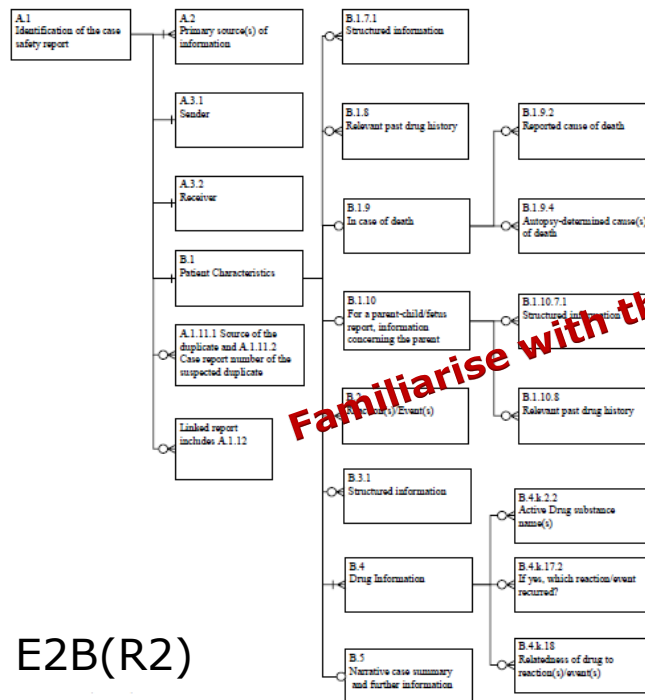 A.1
Identification of the case
safety report
A.2
Primary source(s) of
information
A.3.1
Sender
A.3.2
Receiver
B.1
Patient Characteristics
A.1.11.1 Source of the
duplicate and A.1.11.2
Case report number of the
suspected duplicate
Linked report
includes A.1.12
B.1.7.1
Structured information
B.1.8
Relevant past drug history
B.1.9
In case of death
B.1.10
For a parent-child/fetus
report, information
concerning the parent
B.2
Reaction(s)/Event(s)
B.3.1
Structured information
B.4
Drug Information
B.5
Narrative case summary
and further information
B.1.9.2
Reported cause of death
B.1.9.4
Autopsy-determined cause(s)
of death
B.1.10.7.1
Structured information
B.1.10.8
Relevant past drug history
B.4.k.2.2
Active Drug substance
name(s)
B.4.k.17.2
If yes, which reaction/event
recurred?
B.4.k.18
Relatedness of drug to
reaction(s)/event(s)
Familiarise with th
E2B(R2)